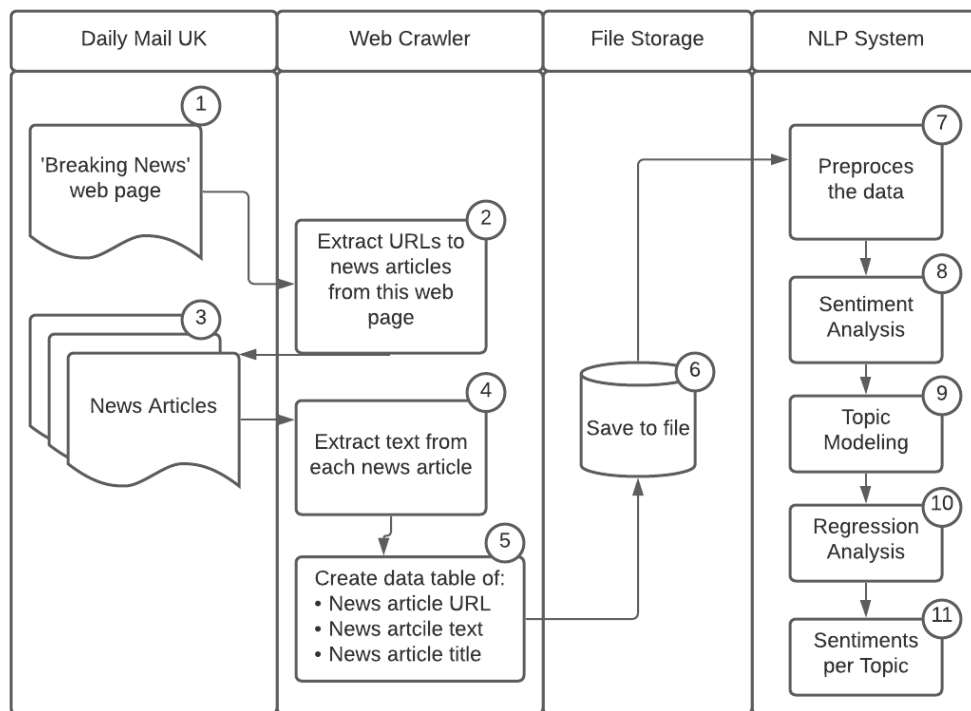 Daily Mail UK
Web Crawler
File Storage
NLP System
1
'Breaking News'
web page
2
Extract URLs to
news articles
from this web
page
3
News Articles
4
Extract text from
each news article
5
Create data table of:
• News article URL
• News artcile text
• News article title
6
Save to file
7
Preproces
the data
8
Sentiment
Analysis
9
Topic
Modeling
10
Regression
Analysis
11
Sentiments
per Topic